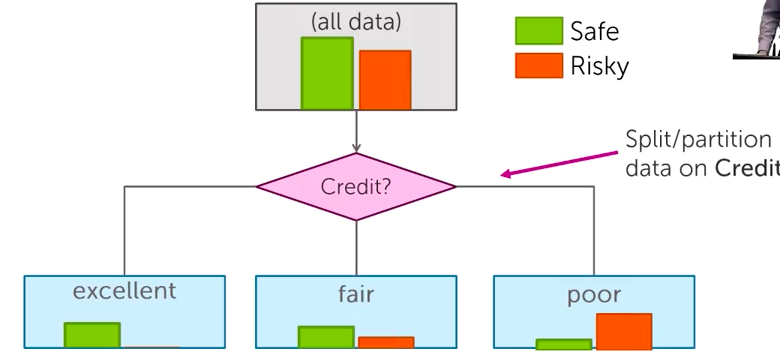 (all data)
Safe
Risky
Split/partition
data on Credit
Credit?
excellent
fair
poor